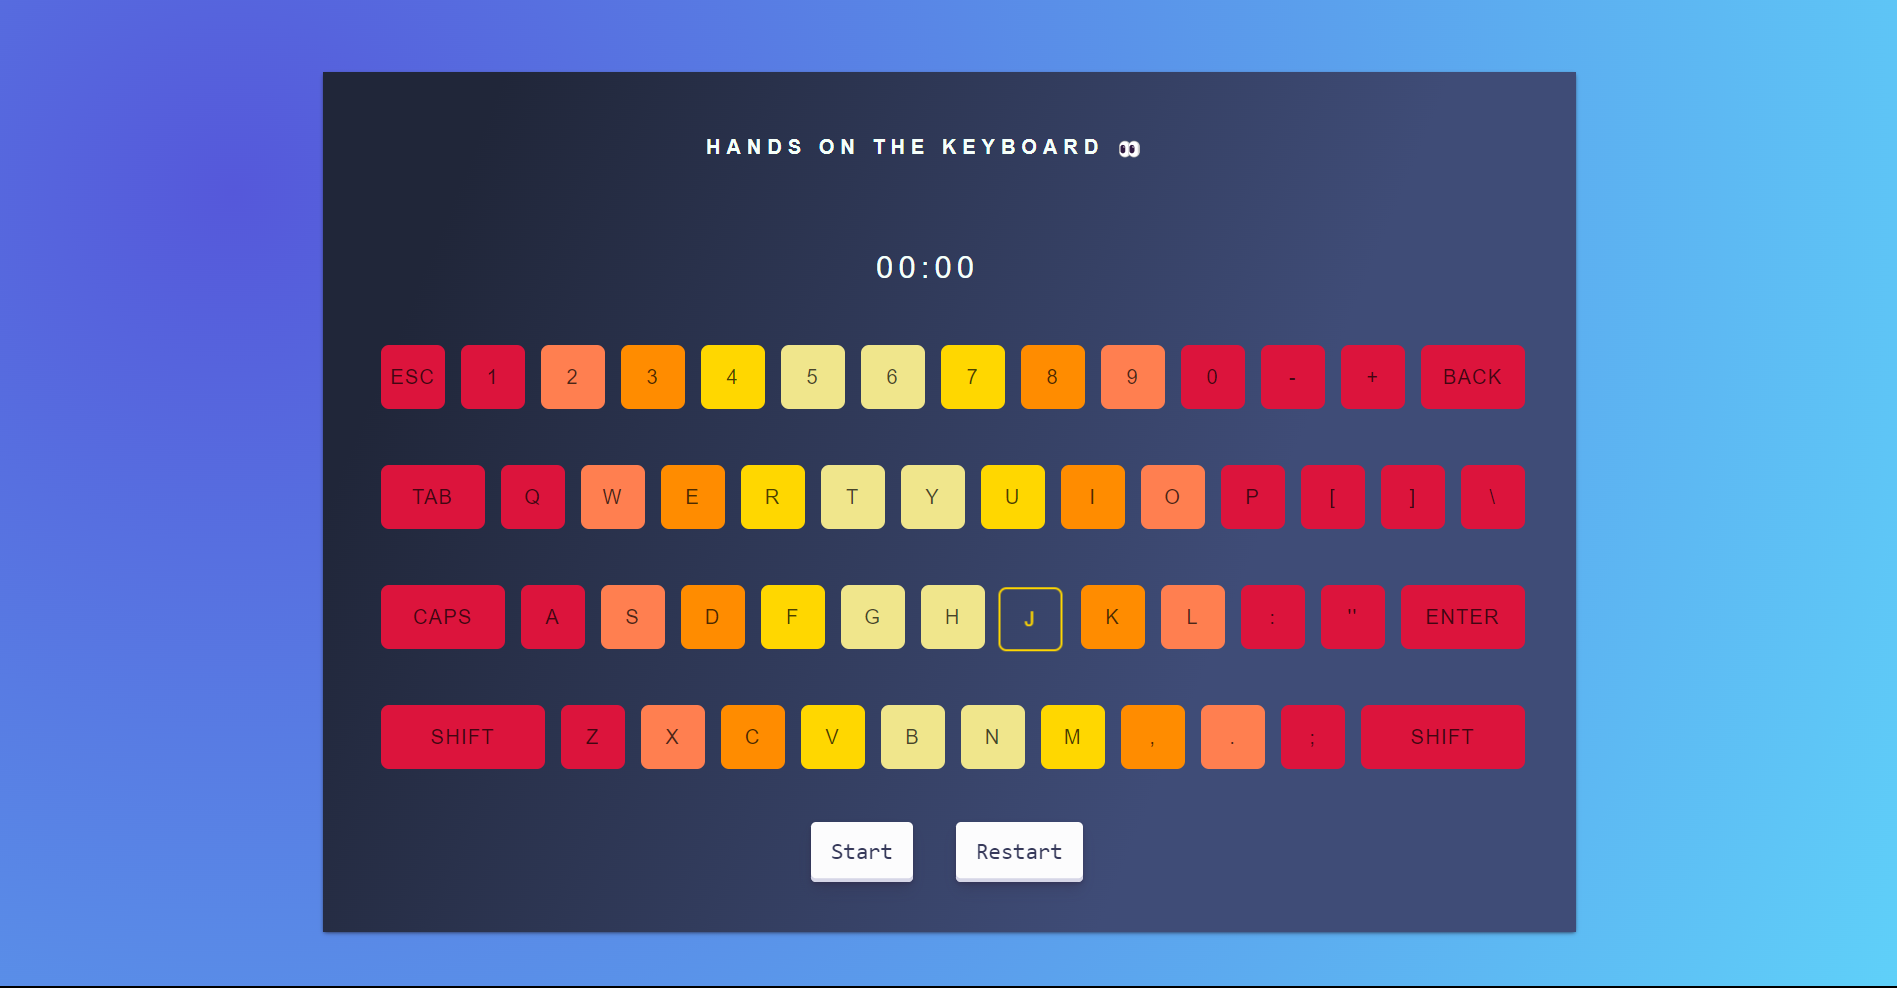 HANDS ON THE KEYBOARD 👀
00:00
ESC 1 2 3 4 5 6 7 8 9 0 - + BACK
TAB Q W E R T Y U I O P [ ] \
CAPS A S D F G H J K L : " ENTER
SHIFT Z X C V B N M , . ; SHIFT
Start Restart